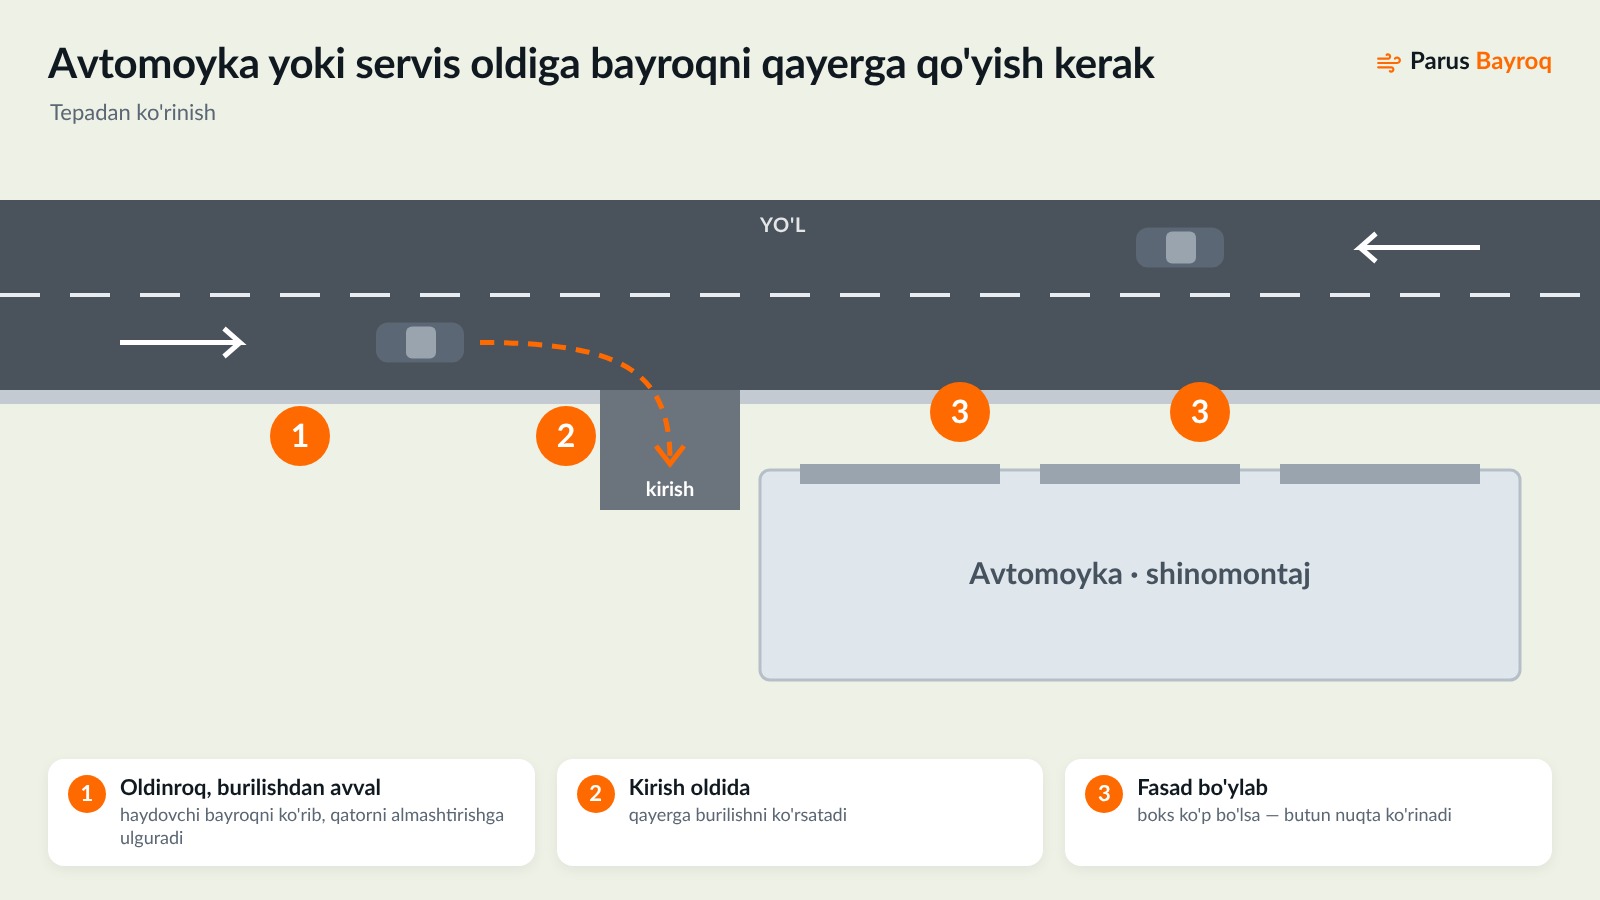 Avtomoyka yoki servis oldiga bayroqni qayerga qo'yish kerak
Parus Bayroq
Tepadan ko'rinish
YO'L
1
2
3
3
kirish
Avtomoyka · shinomontaj
1
Oldinroq, burilishdan avval
haydovchi bayroqni ko'rib, qatorni almashtirishga
ulguradi
2
Kirish oldida
qayerga burilishni ko'rsatadi
3
Fasad bo'ylab
boks ko'p bo'lsa — butun nuqta ko'rinadi